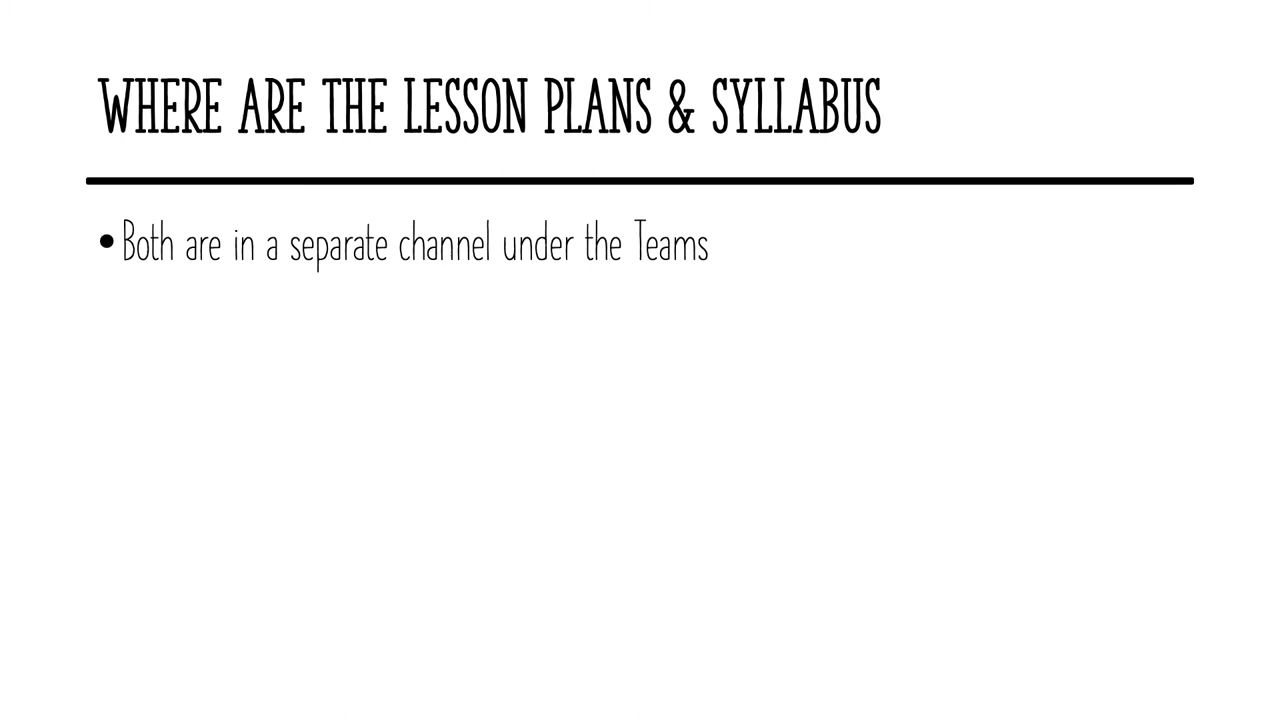 WHERE ARE THE LESSON PLANS & SYLLABUS
• Both are in a separate channel under the Teams